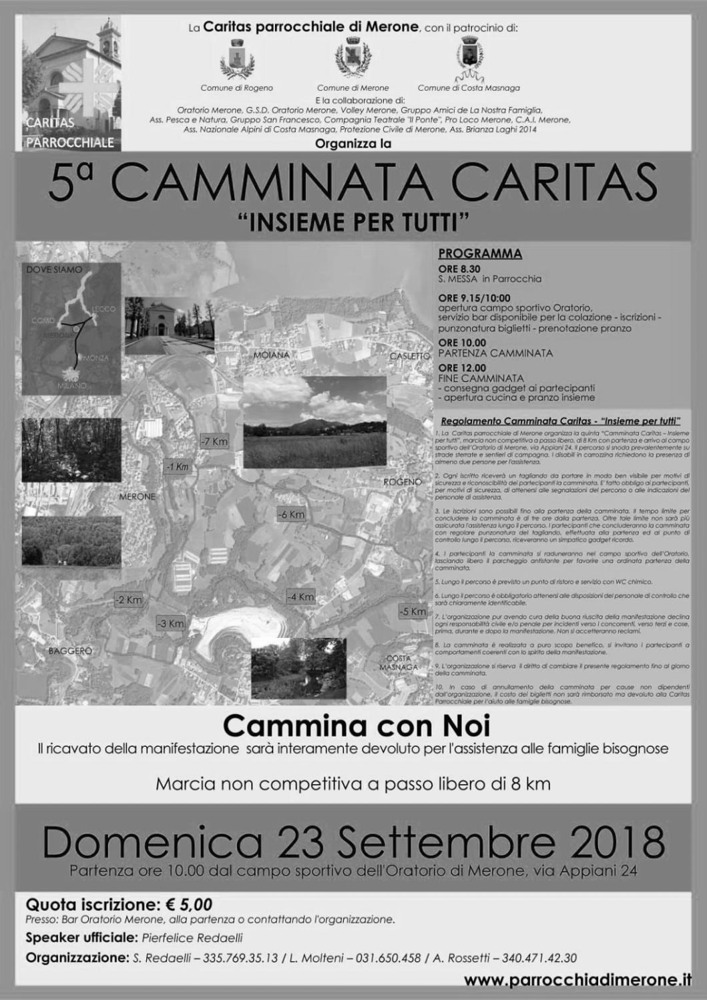 La Caritas parrocchiale di Merone, con il patrocinio di:
Comune di Rogeno
Comune di Merone
Comune di Costa Masnaga
E la collaborazione di:
Oratorio Merone, G.S.D. Oratorio Merone, Volley Merone, Gruppo Amici de La Nostra Famiglia,
Ass. Pesca e Natura, Gruppo San Francesco, Compagnia Teatrale "Il Ponte", Pro Loco Merone, C.A.I. Merone,
Ass. Nazionale Alpini di Costa Masnaga, Protezione Civile di Merone, Ass. Brianza Laghi 2014
Organizza la
CARITAS
PARROCCHIALE
5ª CAMMINATA CARITAS
“INSIEME PER TUTTI”
DOVE SIAMO
LECCO
COMO
MERONE
MONZA
MILANO
MOIANA
CASLETTO
-7 Km
-1 Km
ROGENO
MERONE
-6 Km
-2 Km
-4 Km
-5 Km
-3 Km
BAGGERO
COSTA
MASNAGA
PROGRAMMA
ORE 8.30
S. MESSA in Parrocchia
ORE 9.15/10:00
apertura campo sportivo Oratorio,
servizio bar disponibile per la colazione - iscrizioni -
punzonatura biglietti - prenotazione pranzo
ORE 10.00
PARTENZA CAMMINATA
ORE 12.00
FINE CAMMINATA
- consegna gadget ai partecipanti
- apertura cucina e pranzo insieme
Regolamento Camminata Caritas - “Insieme per tutti”
1. La Caritas parrocchiale di Merone organizza la quinta “Camminata Caritas – Insieme
per tutti”, marcia non competitiva a passo libero, di 8 Km con partenza e arrivo al campo
sportivo dell'Oratorio di Merone, via Appiani 24. Il percorso si snoda prevalentemente su
strade sterrate e sentieri di campagna. I disabili in carrozzina richiedono la presenza di
almeno due persone per l'assistenza.
2. Ogni iscritto riceverà un tagliando da portare in modo ben visibile per motivi di
sicurezza e riconoscibilità dei partecipanti la camminata. E' fatto obbligo ai partecipanti,
per motivi di sicurezza, di attenersi alle segnalazioni del percorso o alle indicazioni del
personale di assistenza.
3. Le iscrizioni sono possibili fino alla partenza della camminata. Il tempo limite per
concludere la camminata è di tre ore dalla partenza. Oltre tale limite non sarà più
assicurata l'assistenza lungo il percorso. I partecipanti che concluderanno la camminata
con regolare punzonatura del tagliando, effettuata alla partenza ed al punto di
controllo lungo il percorso, riceveranno un simpatico gadget ricordo.
4. I partecipanti la camminata si raduneranno nel campo sportivo dell'Oratorio,
lasciando libero il parcheggio antistante per favorire una ordinata partenza della
camminata.
5. Lungo il percorso è previsto un punto di ristoro e servizio con WC chimico.
6. Lungo il percorso è obbligatorio attenersi alle disposizioni del personale di controllo che
sarà chiaramente identificabile.
7. L'organizzazione pur avendo cura della buona riuscita della manifestazione declina
ogni responsabilità civile e/o penale per incidenti verso i concorrenti, verso terzi e cose,
prima, durante e dopo la manifestazione. Non si accetteranno reclami.
8. La camminata è realizzata a puro scopo benefico, si invitano i partecipanti a
comportamenti coerenti con lo spirito della manifestazione.
9. L'organizzazione si riserva il diritto di cambiare il presente regolamento fino al giorno
della camminata.
10. In caso di annullamento della camminata per cause non dipendenti
dall'organizzazione, il costo dei biglietti non sarà rimborsato ma devoluto alla Caritas
Parrocchiale per l'aiuto alle famiglie bisognose.
Cammina con Noi
Il ricavato della manifestazione sarà interamente devoluto per l'assistenza alle famiglie bisognose
Marcia non competitiva a passo libero di 8 km
Domenica 23 Settembre 2018
Partenza ore 10.00 dal campo sportivo dell'Oratorio di Merone, via Appiani 24
Quota iscrizione: € 5,00
Presso: Bar Oratorio Merone, alla partenza o contattando l'organizzazione.
Speaker ufficiale: Pierfelice Redaelli
Organizzazione: S. Redaelli – 335.769.35.13 / L. Molteni – 031.650.458 / A. Rossetti – 340.471.42.30
www.parrocchiadimerone.it